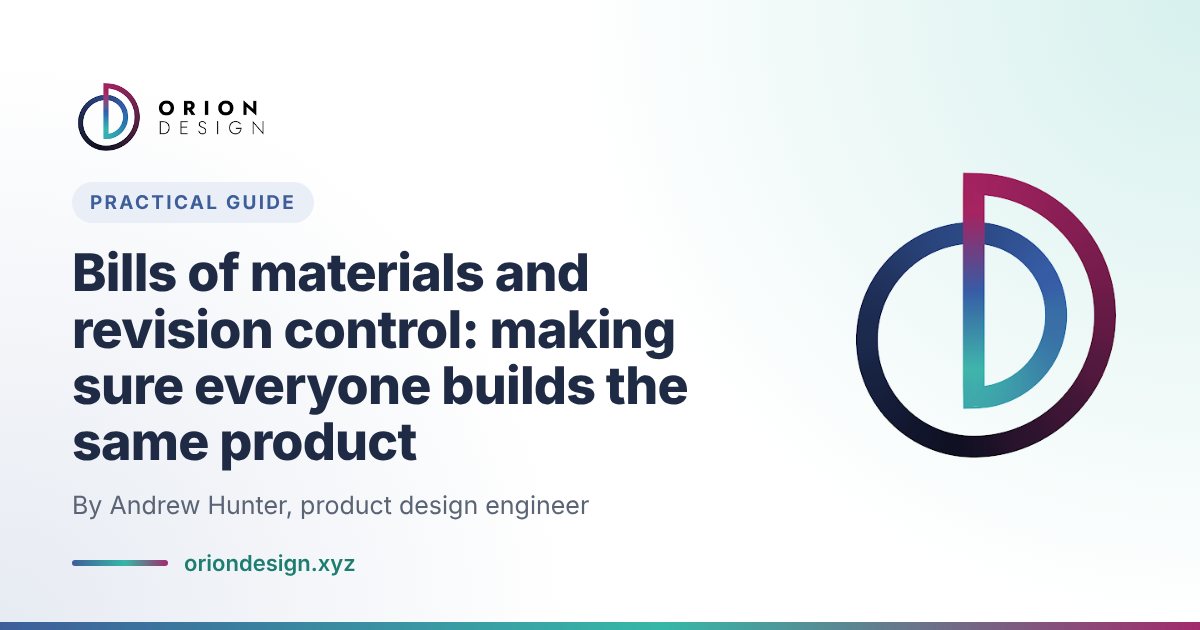 ORION
DESIGN
PRACTICAL GUIDE
Bills of materials and
revision control: making
sure everyone builds the
same product
By Andrew Hunter, product design engineer
oriondesign.xyz